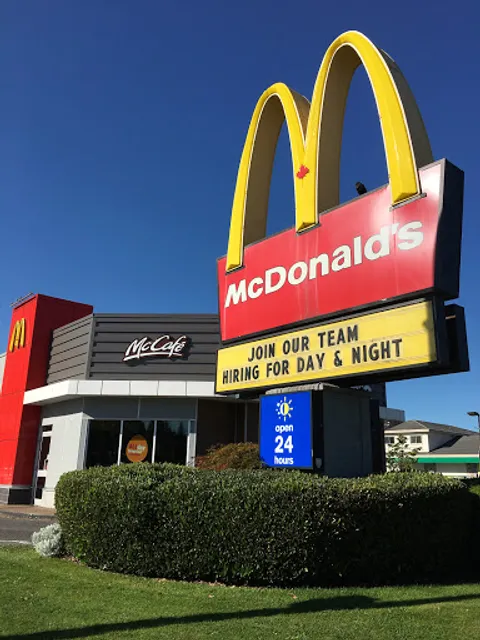 McDonald's
JOIN OUR TEAM
HIRING FOR DAY & NIGHT
McCafé
open
24
hours